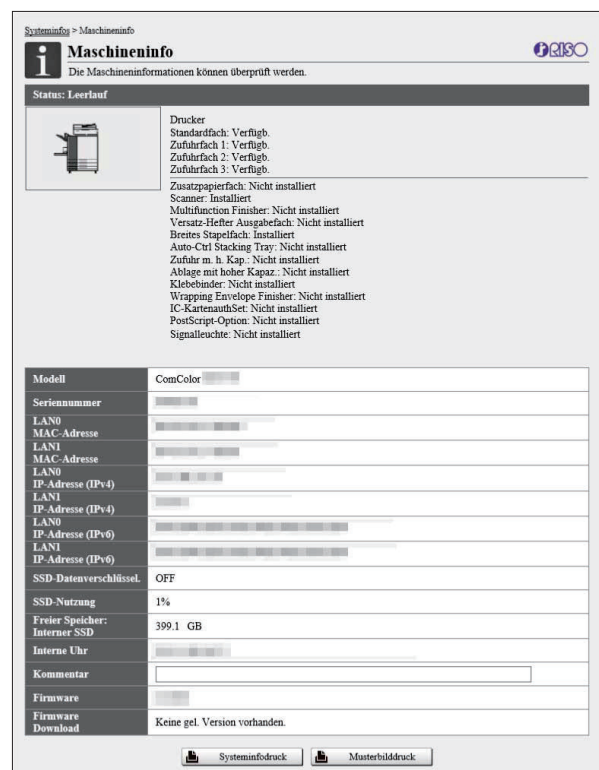 Systeminfos > Maschineninfo
Maschineninfo
RISO
Die Maschineninformationen können überprüft werden.
Status: Leerlauf
Drucker
Standardfach: Verfügb.
Zufuhrfach 1: Verfügb.
Zufuhrfach 2: Verfügb.
Zufuhrfach 3: Verfügb.
Zusatzpapierfach: Nicht installiert
Scanner: Installiert
Multifunction Finisher: Nicht installiert
Versatz-Hefter Ausgabefach: Nicht installiert
Breites Stapelfach: Installiert
Auto-Ctrl Stacking Tray: Nicht installiert
Zufuhr m. h. Kap.: Nicht installiert
Ablage mit hoher Kapaz.: Nicht installiert
Klebebinder: Nicht installiert
Wrapping Envelope Finisher: Nicht installiert
IC-KartenauthSet: Nicht installiert
PostScript-Option: Nicht installiert
Signalleuchte: Nicht installiert
Modell ComColor
Seriennummer
LAN0
MAC-Adresse
LAN1
MAC-Adresse
LAN0
IP-Adresse (IPv4)
LAN1
IP-Adresse (IPv4)
LAN0
IP-Adresse (IPv6)
LAN1
IP-Adresse (IPv6)
SSD-Datenverschlüssel. OFF
SSD-Nutzung 1%
Freier Speicher:
Interner SSD 399.1 GB
Interne Uhr
Kommentar
Firmware
Firmware
Download Keine gel. Version vorhanden.
Systeminfodruck Musterbilddruck